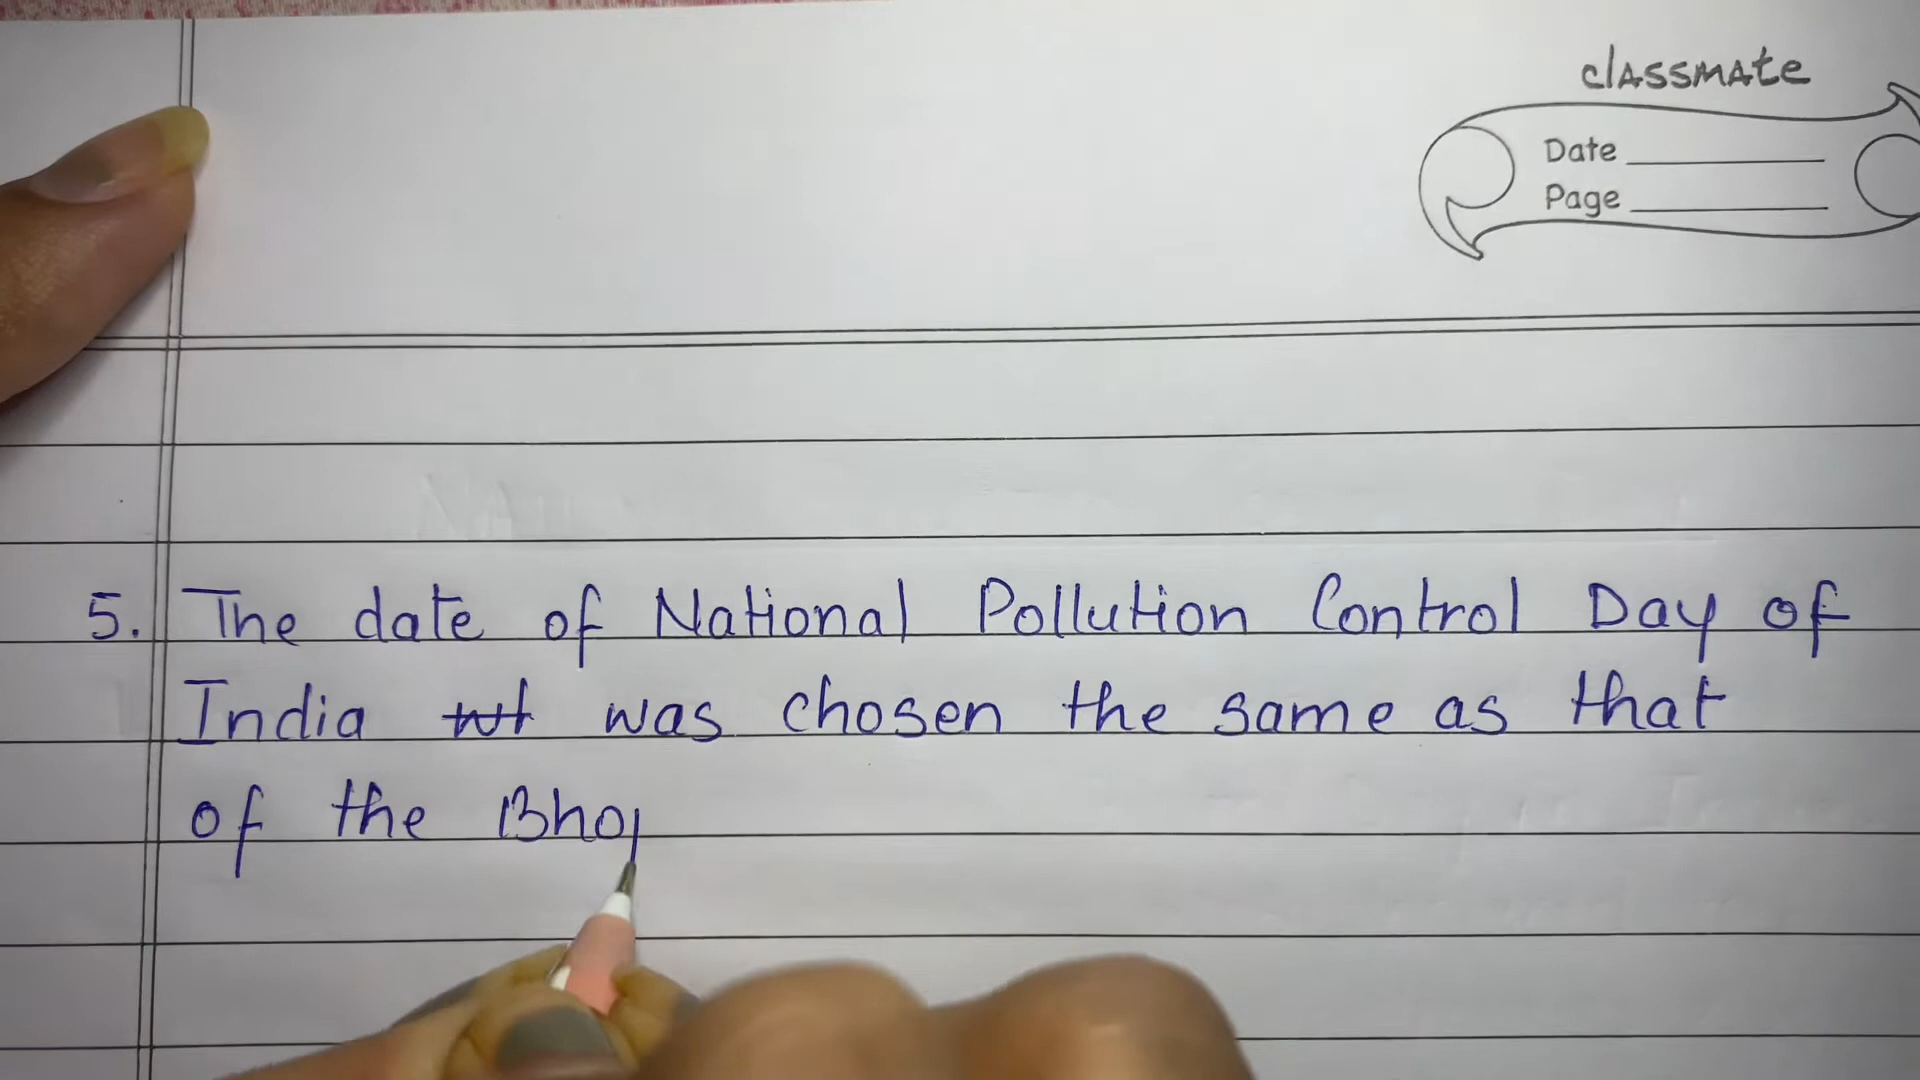 classmate
Date
Page
5. The date of National Pollution Control Day of
India was chosen the same as that
of the Bho